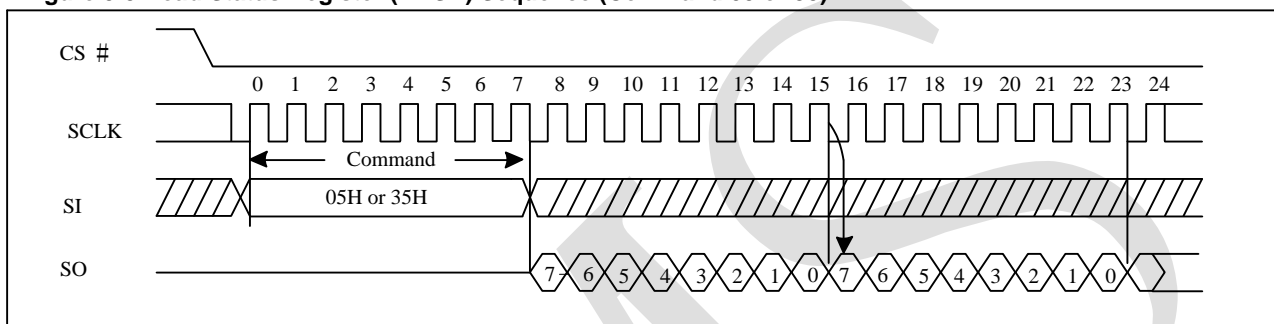 CS #
0 1 2 3 4 5 6 7 8 9 10 11 12 13 14 15 16 17 18 19 20 21 22 23 24
SCLK
Command
SI
05H or 35H
SO
7 6 5 4 3 2 1 0 7 6 5 4 3 2 1 0